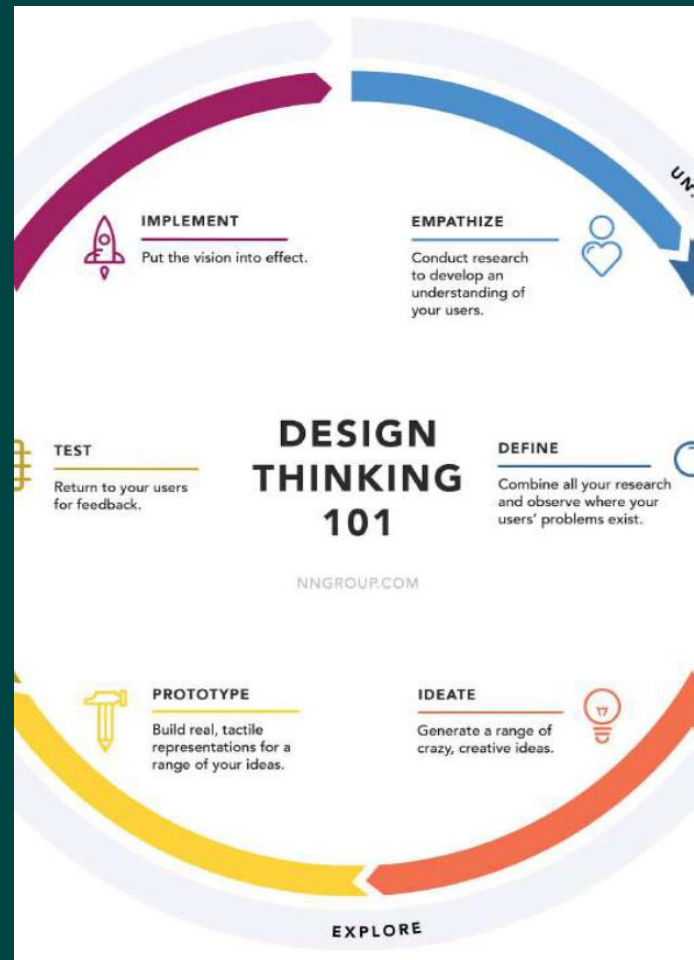 IMPLEMENT
Put the vision into effect.
EMPATHIZE
Conduct research
to develop an
understanding of
your users.
DESIGN
THINKING
101
NNGROUP.COM
TEST
Return to your users
for feedback.
DEFINE
Combine all your research
and observe where your
users' problems exist.
PROTOTYPE
Build real, tactile
representations for a
range of your ideas.
IDEATE
Generate a range of
crazy, creative ideas.
EXPLORE